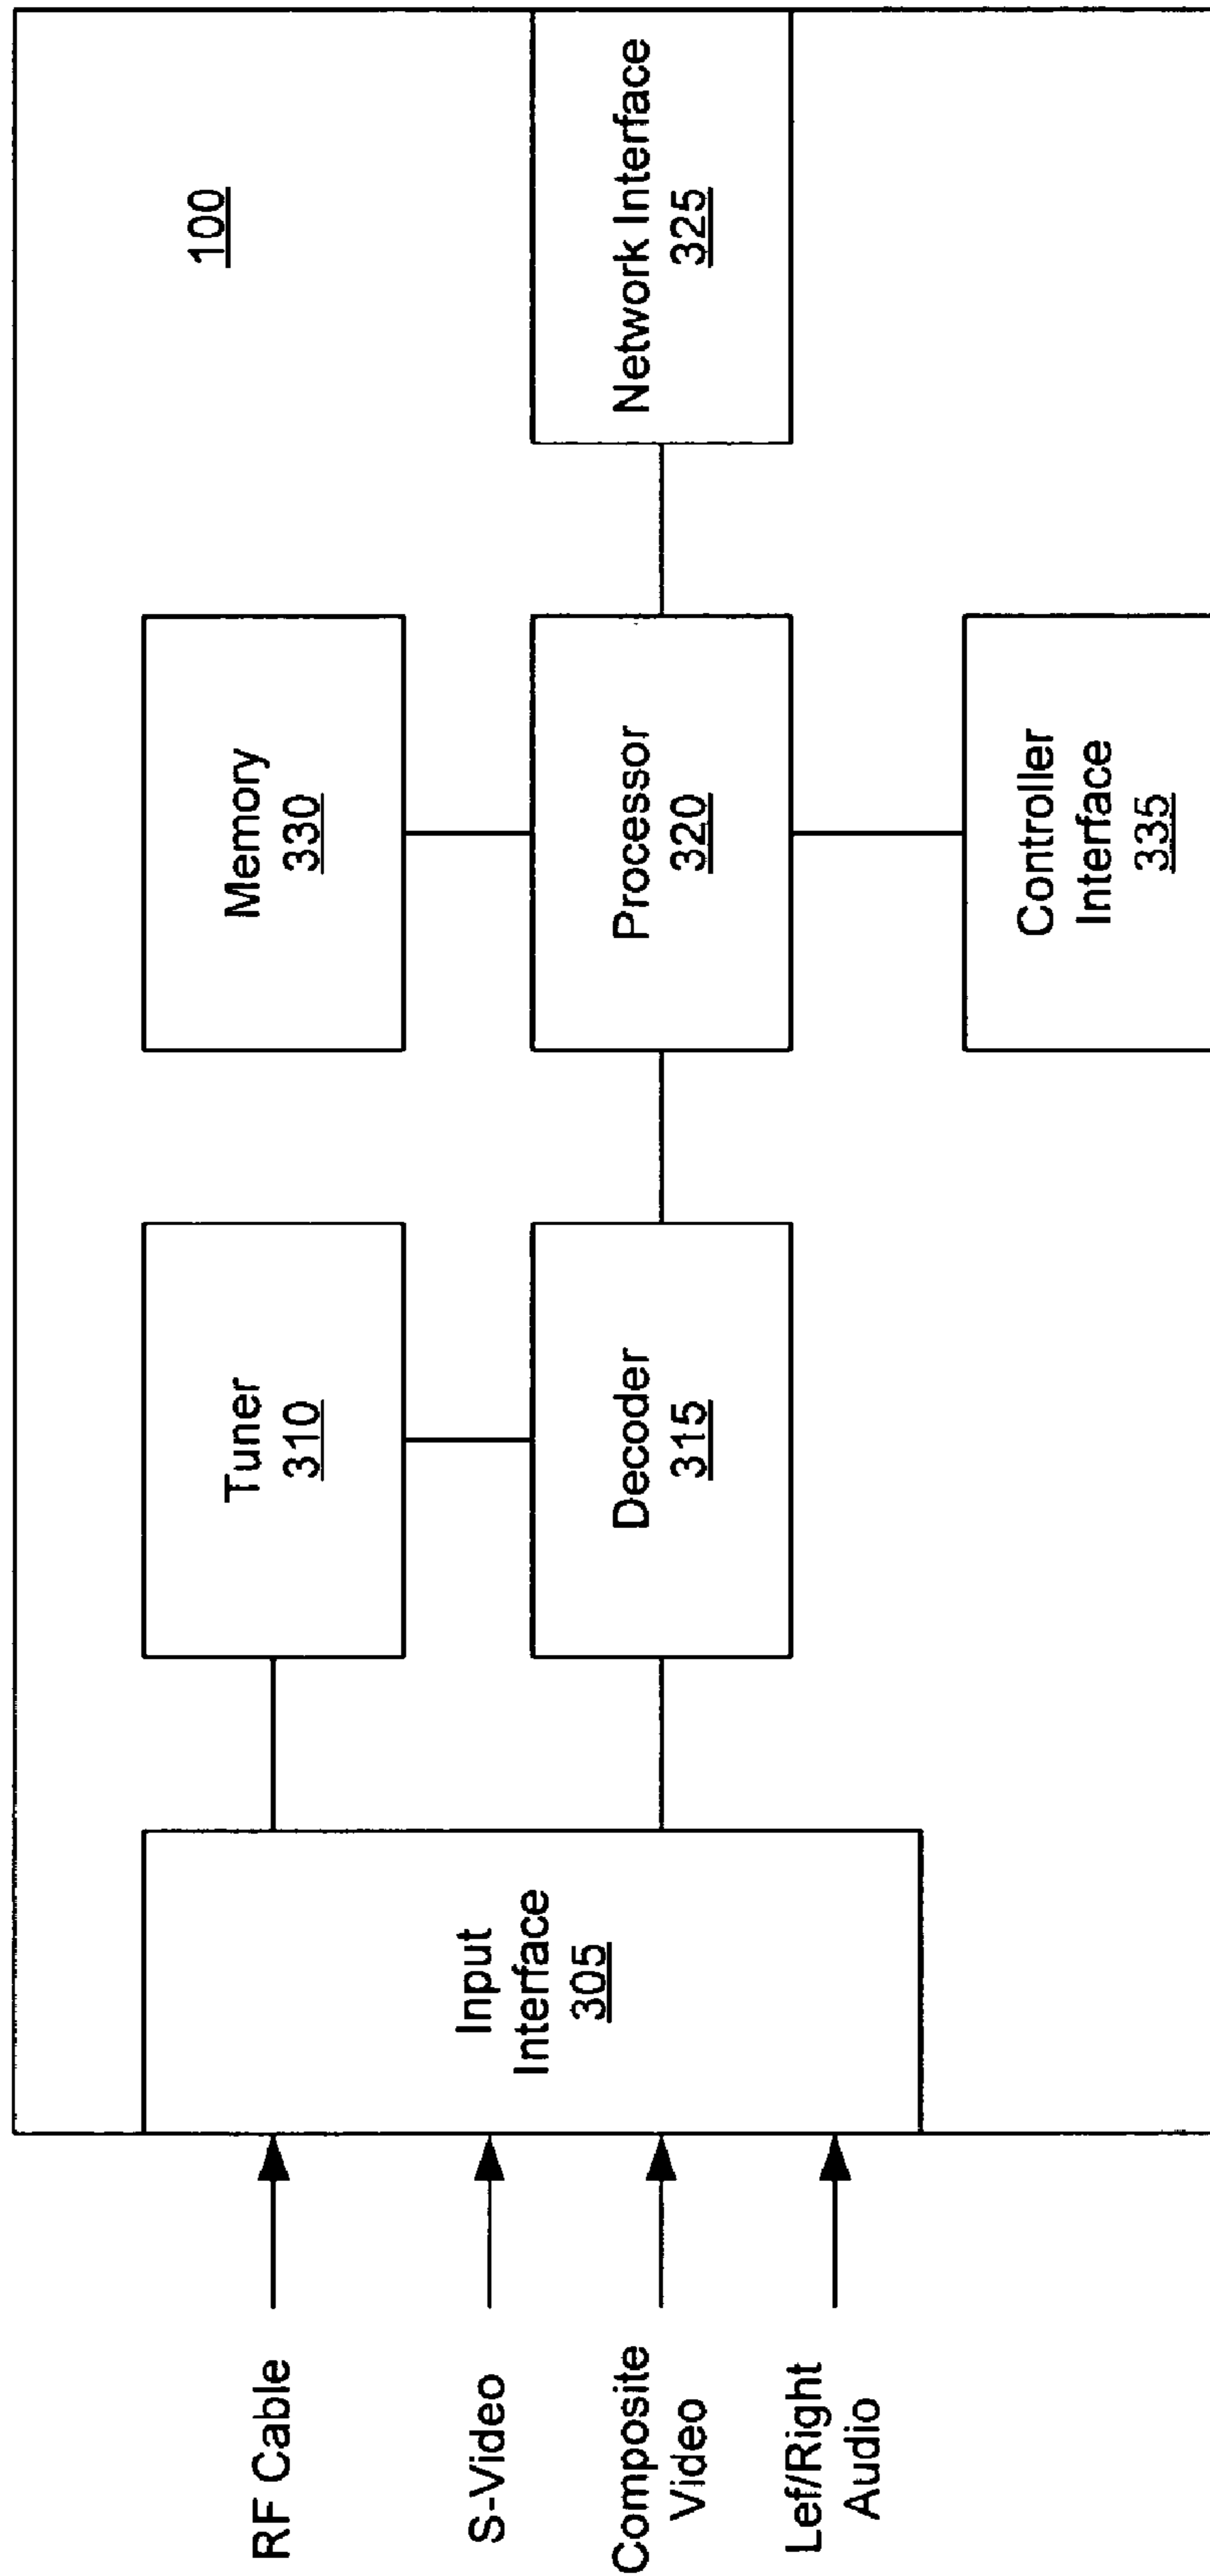 100
RF Cable
S-Video
Composite
Video
Lef/Right
Audio
Input
Interface
305
Tuner
310
Decoder
315
Memory
330
Processor
320
Controller
Interface
335
Network Interface
325